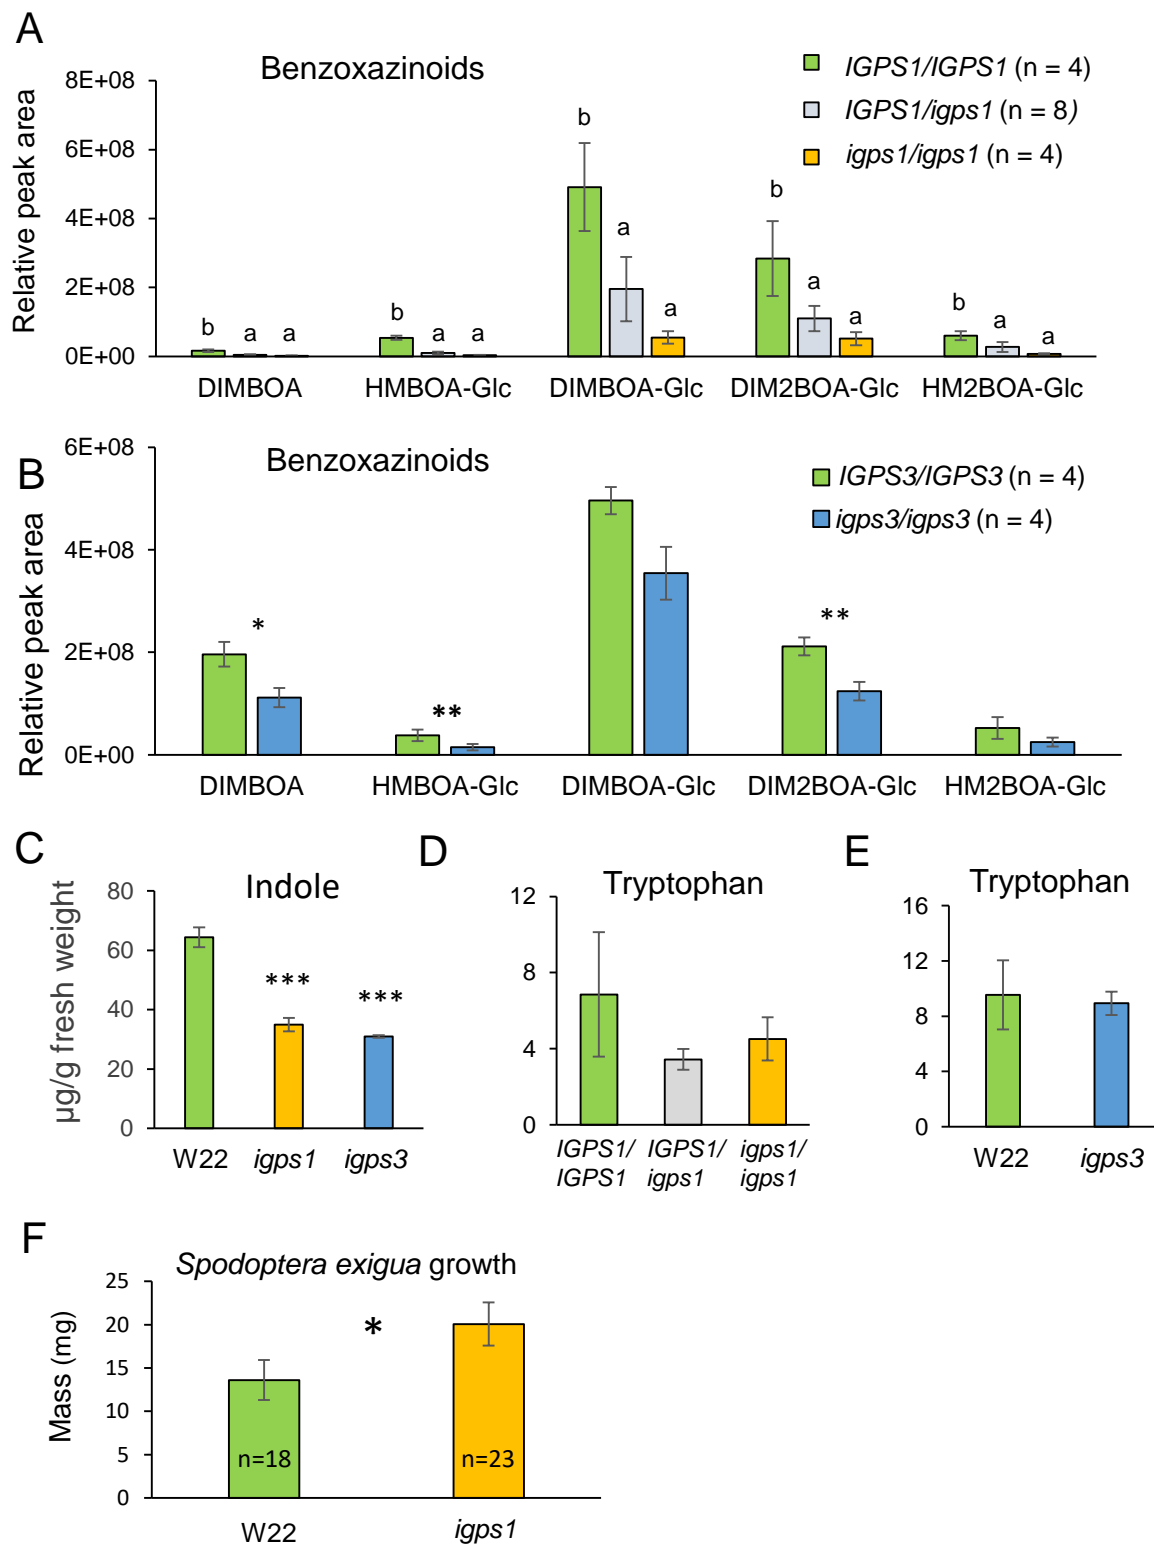 A
Benzoxazinoids
IGPS1/IGPS1 (n = 4)
IGPS1/igps1 (n = 8)
igps1/igps1 (n = 4)
Relative peak area
8E+08
6E+08
4E+08
2E+08
0E+00
b a a
b a a
b a a
b a a
b a a
DIMBOA HMBOA-Glc DIMBOA-Glc DIM2BOA-Glc HM2BOA-Glc
B
Benzoxazinoids
IGPS3/IGPS3 (n = 4)
igps3/igps3 (n = 4)
Relative peak area
6E+08
4E+08
2E+08
0E+00
*
**
**
DIMBOA HMBOA-Glc DIMBOA-Glc DIM2BOA-Glc HM2BOA-Glc
C
Indole
µg/g fresh weight
80
60
40
20
0
***
***
W22 igps1 igps3
D
Tryptophan
12
8
4
0
IGPS1/ IGPS1/ igps1/
IGPS1 igps1 igps1
E
Tryptophan
16
12
8
4
0
W22 igps3
F
Spodoptera exigua growth
Mass (mg)
25
20
15
10
5
0
*
n=18 n=23
W22 igps1